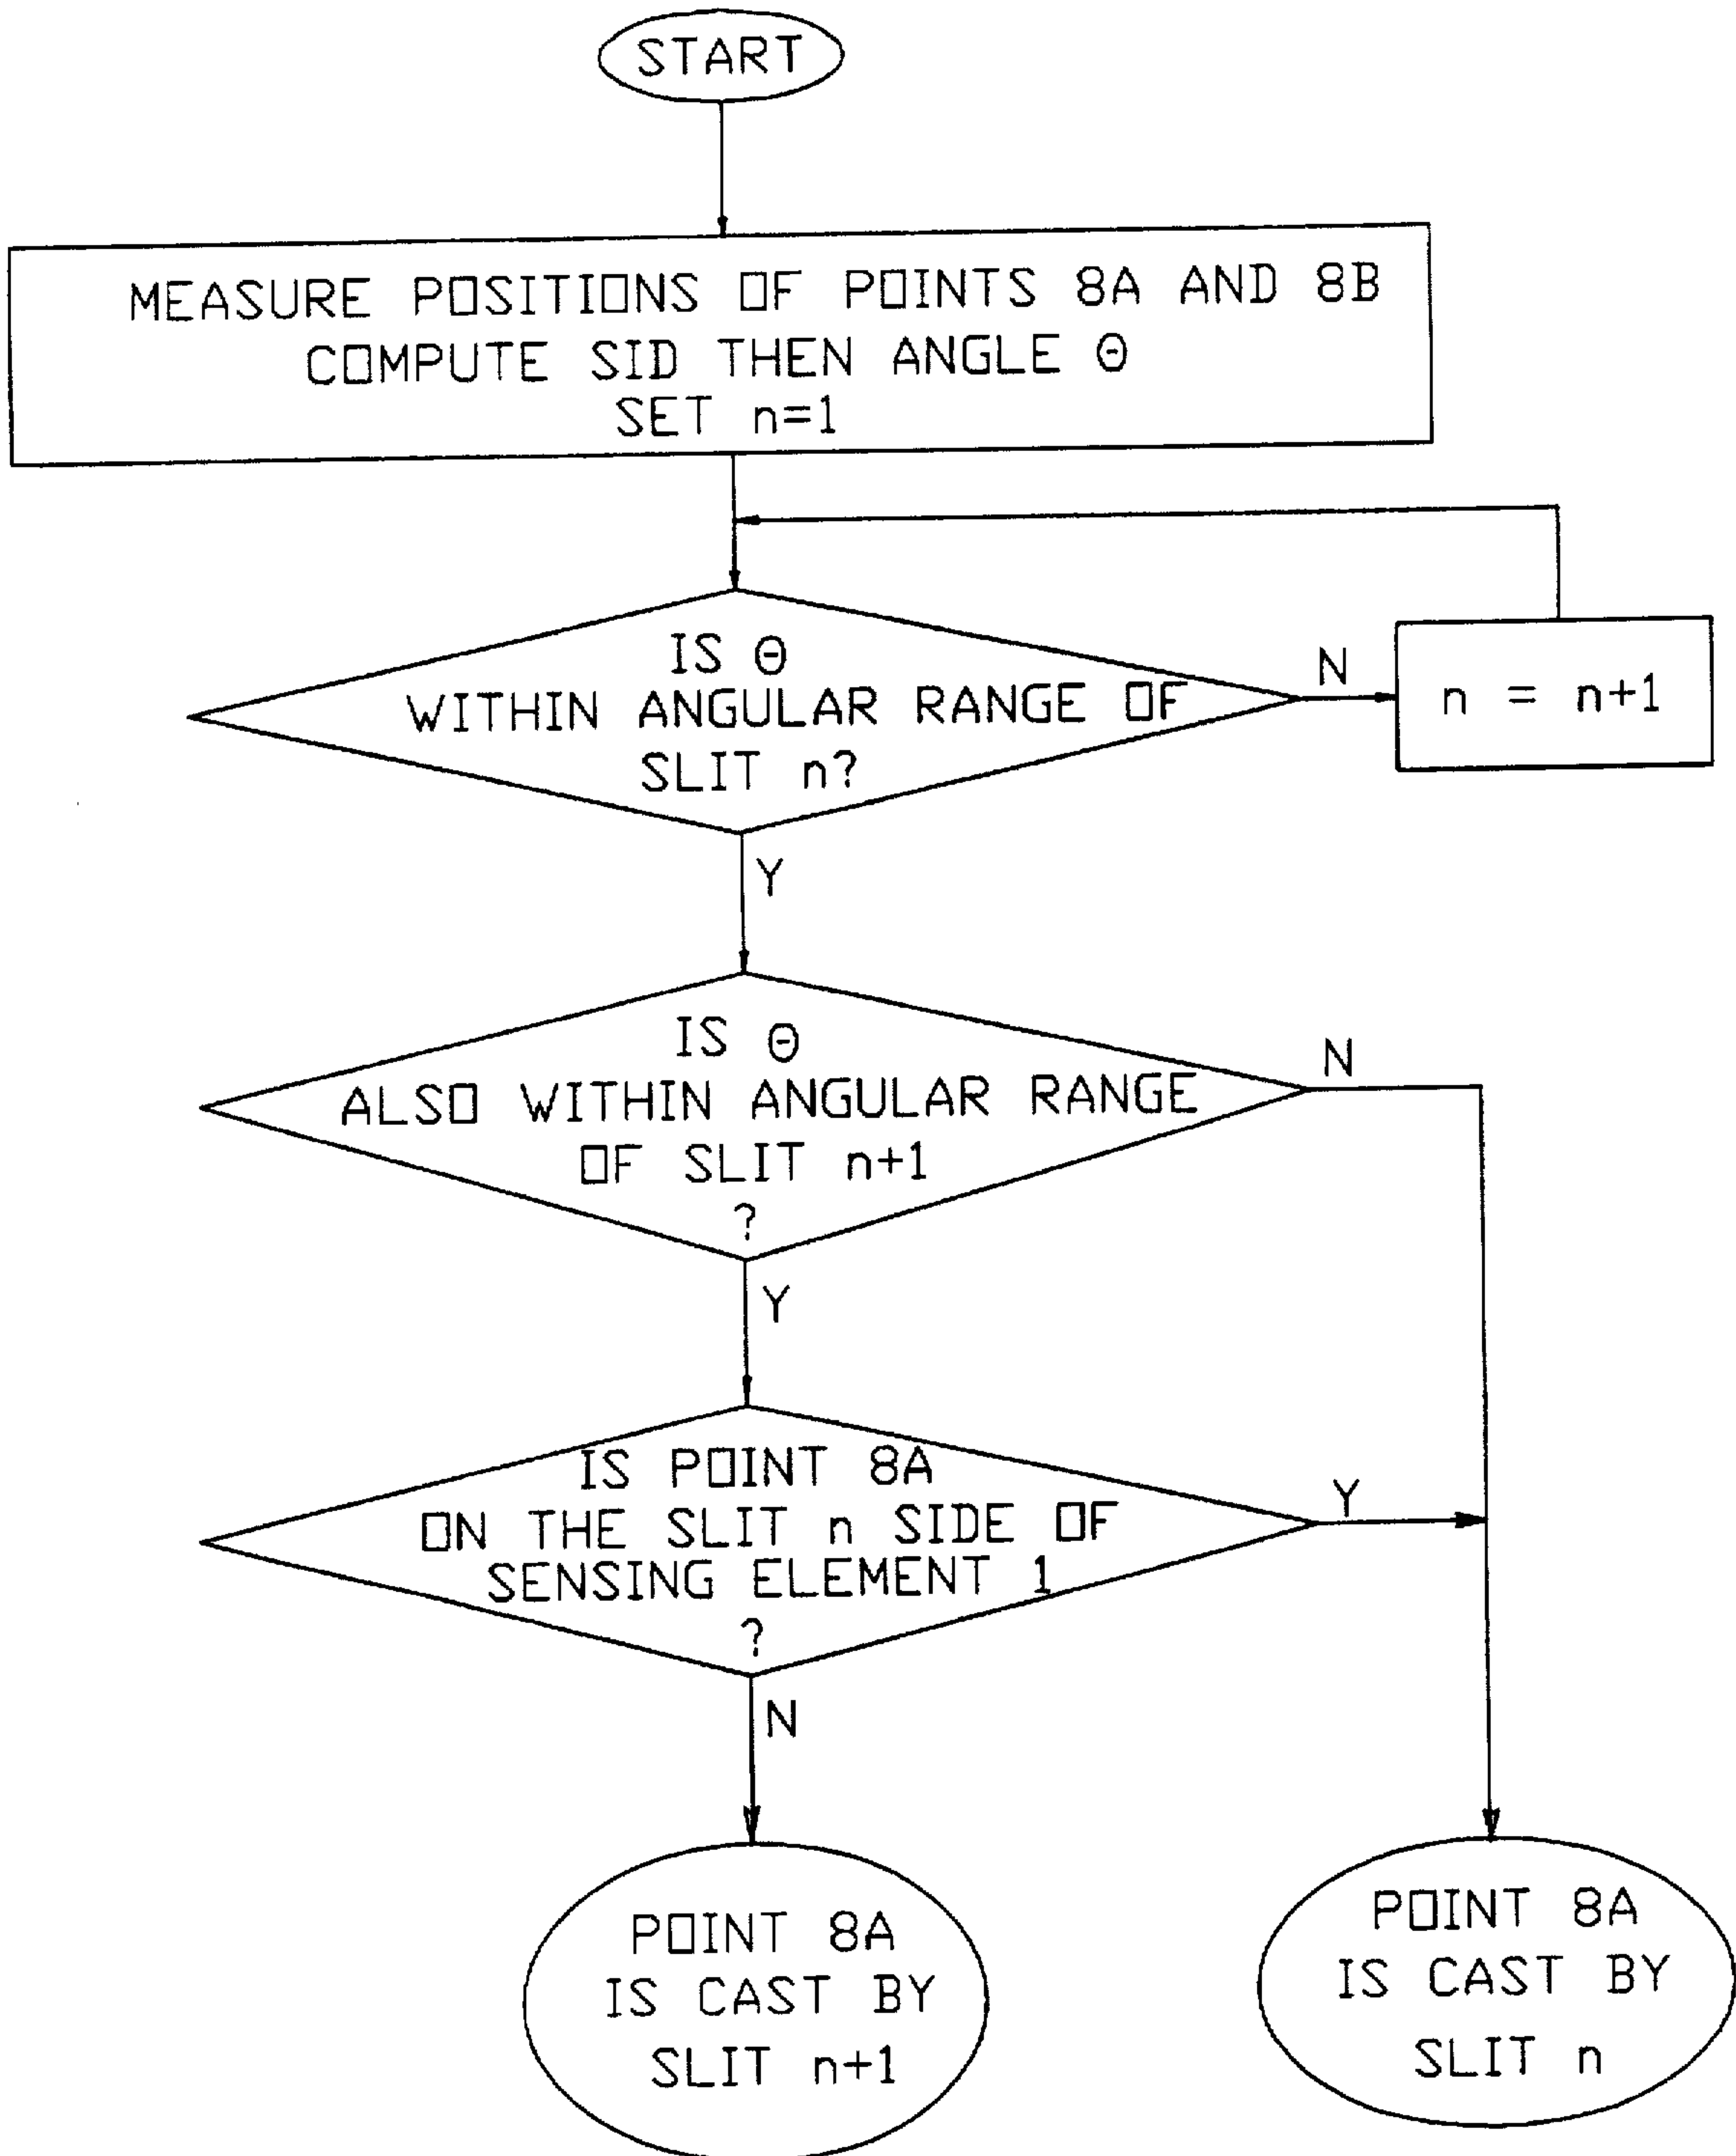 START
MEASURE POSITIONS OF POINTS 8A AND 8B
COMPUTE SID THEN ANGLE Θ
SET n=1
IS Θ
WITHIN ANGULAR RANGE OF
SLIT n?
N
n = n+1
Y
IS Θ
ALSO WITHIN ANGULAR RANGE
OF SLIT n+1
?
N
Y
IS POINT 8A
ON THE SLIT n SIDE OF
SENSING ELEMENT 1
?
Y
N
POINT 8A
IS CAST BY
SLIT n+1
POINT 8A
IS CAST BY
SLIT n